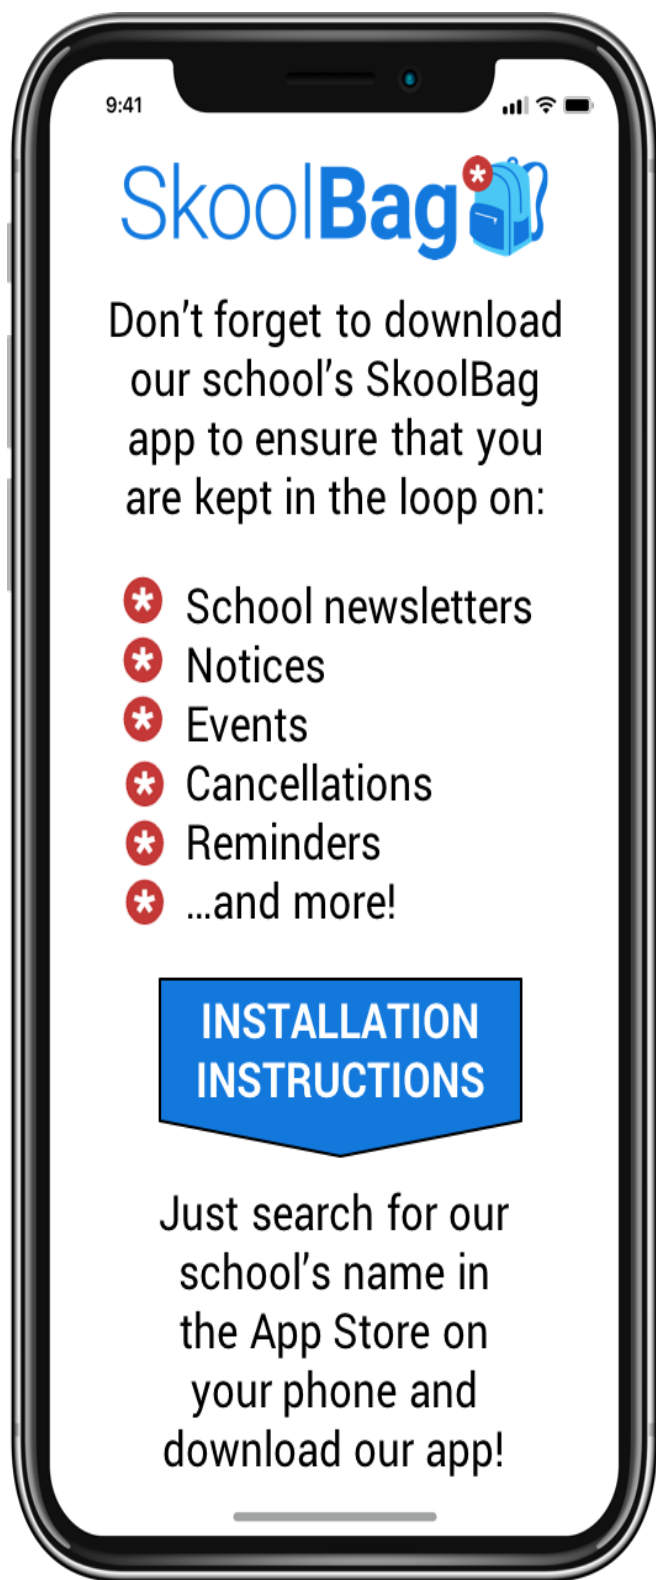 9:41
SkoolBag
Don't forget to download
our school's SkoolBag
app to ensure that you
are kept in the loop on:
* School newsletters
* Notices
* Events
* Cancellations
* Reminders
* ...and more!
INSTALLATION
INSTRUCTIONS
Just search for our
school's name in
the App Store on
your phone and
download our app!